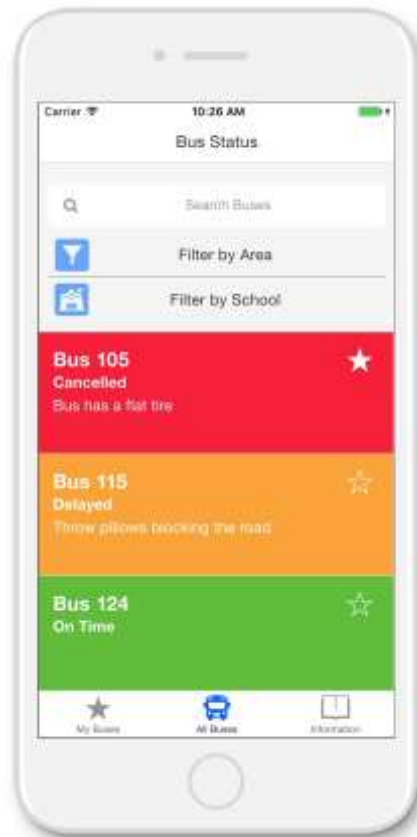 Carrier
10:26 AM
Bus Status
Search Buses
Filter by Area
Filter by School
Bus 105
Cancelled
Bus has a flat tire
Bus 115
Delayed
Throw pillows blocking the road
Bus 124
On Time
My Buses
All Buses
Information